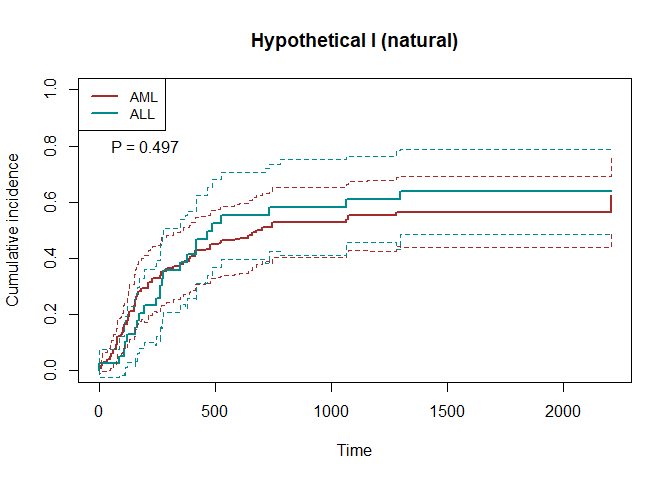 Hypothetical I (natural)
AML
ALL
P = 0.497
Cumulative incidence
1.0
0.8
0.6
0.4
0.2
0.0
0 500 1000 1500 2000
Time